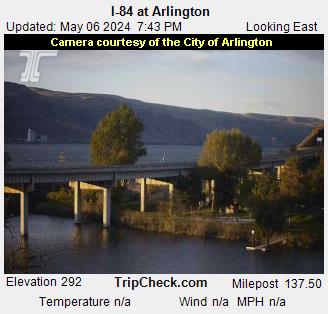 I-84 at Arlington
Updated: May 06 2024 7:43 PM Looking East
Camera courtesy of the City of Arlington
Elevation 292 TripCheck.com Milepost 137.50
Temperature n/a Wind n/a MPH n/a